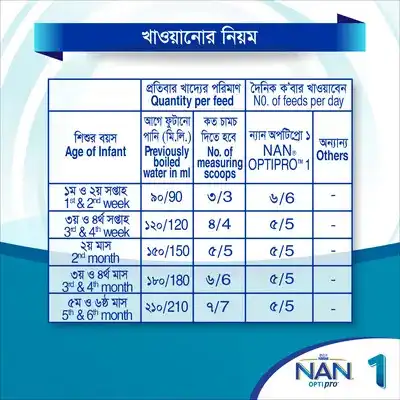 খাওয়ানোর নিয়ম
প্রতিবার খাদ্যের পরিমাণ
Quantity per feed
দৈনিক ক'বার খাওয়াবেন
NO. of feeds per day
শিশুর বয়স
Age of Infant
আগে ফুটানো
পানি (মি.লি.)
Previously
boiled
water in ml
কত চামচ
দিতে হবে
No. of
measuring
scoops
ন্যান অপটিপ্রো ১
NAN®
OPTIPRO™ 1
অন্যান্য
Others
১ম ও ২য় সপ্তাহ
1st & 2nd week
৯০/90
৩/3
৬/6
-
৩য় ও ৪র্থ সপ্তাহ
3rd & 4th week
১২০/120
৪/4
৫/5
-
২য় মাস
2nd month
১৫০/150
৫/5
৫/5
-
৩য় ও ৪র্থ মাস
3rd & 4th month
১৮০/180
৬/6
৫/5
-
৫ম ও ৬ষ্ঠ মাস
5th & 6th month
২১০/210
৭/7
৫/5
-
NAN 1
OPTIpro